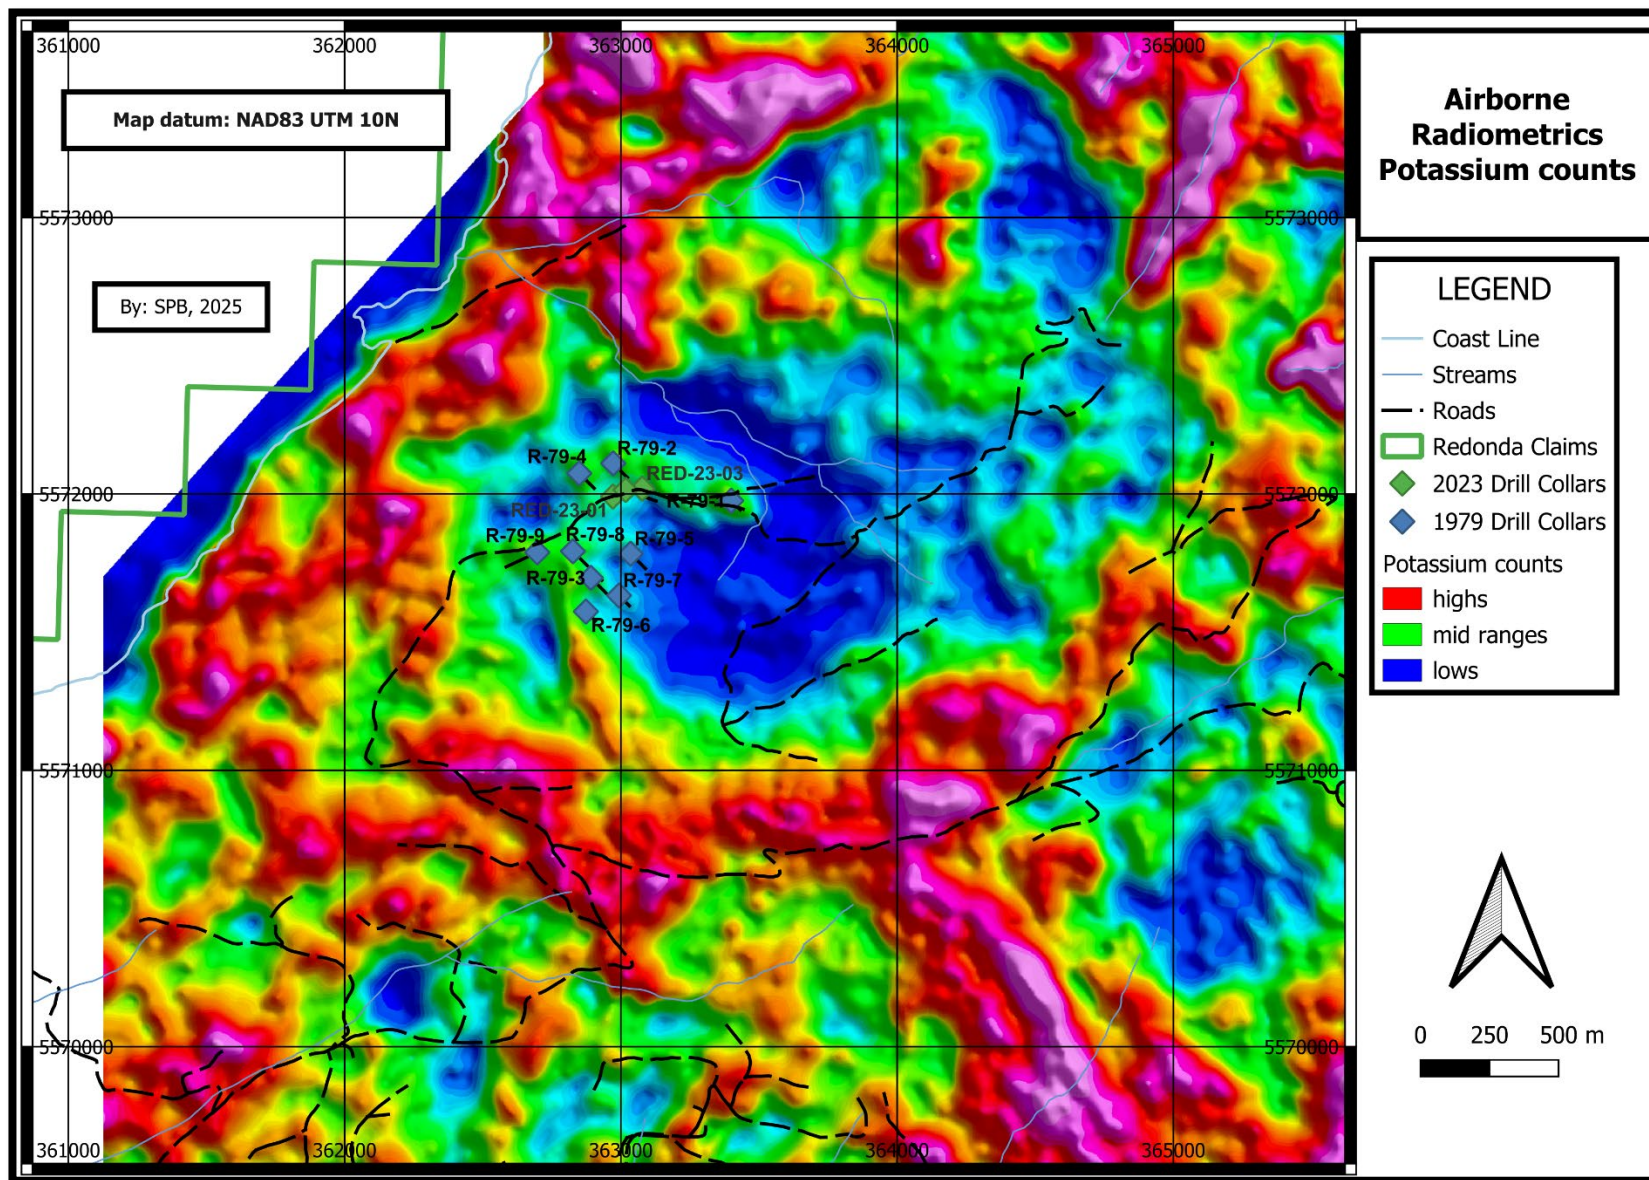 361000 362000 363000 364000 365000
Map datum: NAD83 UTM 10N
Airborne
Radiometrics
Potassium counts
5573000 5573000
By: SPB, 2025
LEGEND
Coast Line
Streams
Roads
Redonda Claims
2023 Drill Collars
1979 Drill Collars
Potassium counts
highs
mid ranges
lows
R-79-2
R-79-4
RED-23-03
5572000 5572000
R-79-1
RED-23-01
R-79-9 R-79-8 R-79-5
R-79-3 R-79-7
R-79-6
5571000 5571000
5570000 5570000
0 250 500 m
361000 362000 363000 364000 365000